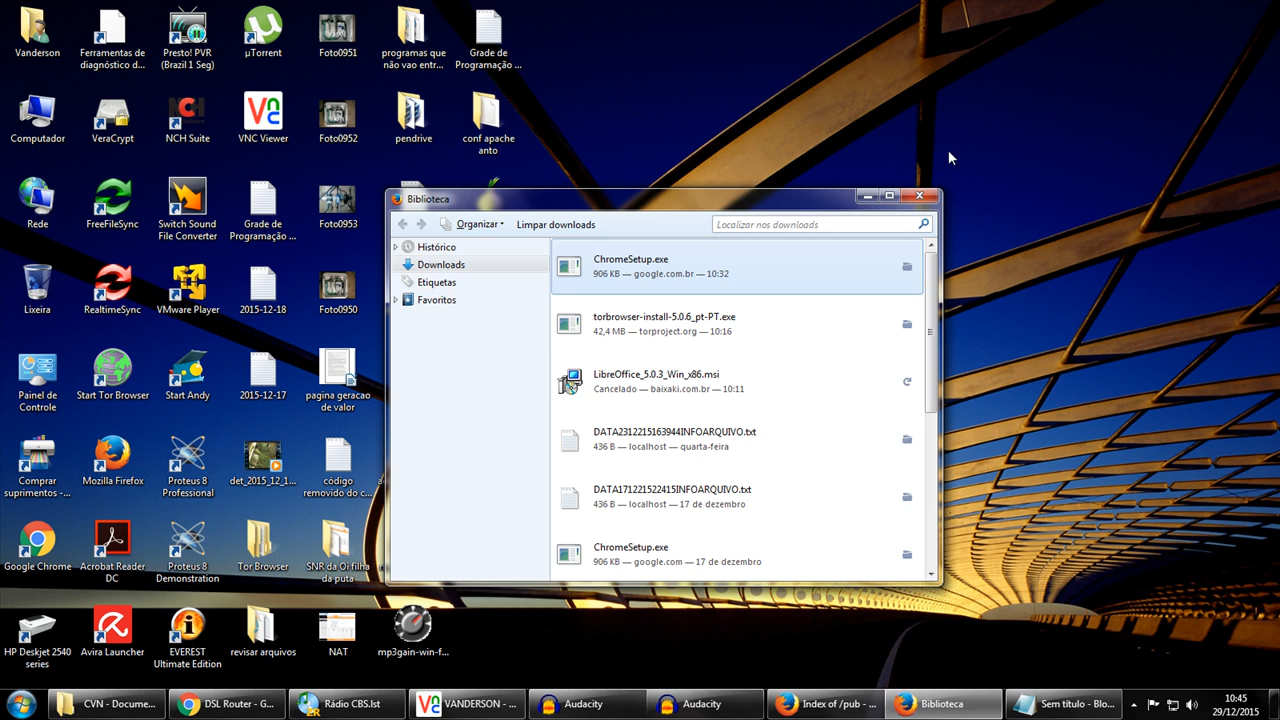 Vanderson
Ferramentas de
diagnóstico d...
Presto! PVR
(Brazil 1 Seg)
µTorrent
Foto0951
programas que
não vao entr...
Grade de
Programação ...
Computador
VeraCrypt
NCH Suite
VNC Viewer
Foto0952
pendrive
conf apache
anto
Rede
FreeFileSync
Switch Sound
File Converter
Grade de
Programação ...
Foto0953
Lixeira
RealtimeSync
VMware Player
2015-12-18
Foto0950
Painel de
Controle
Start Tor Browser
Start Andy
2015-12-17
pagina geracao
de valor
Comprar
suprimentos -...
Mozilla Firefox
Proteus 8
Professional
det_2015_12_1...
código
removido do c...
Google Chrome
Acrobat Reader
DC
Proteus 8
Demonstration
Tor Browser
SNR da Oi filha
da puta
HP Deskjet 2540
series
Avira Launcher
EVEREST
Ultimate Edition
revisar arquivos
NAT
mp3gain-win-f...
Biblioteca
Organizar
Limpar downloads
Localizar nos downloads
Histórico
Downloads
Etiquetas
Favoritos
ChromeSetup.exe
906 KB — google.com.br — 10:32
torbrowser-install-5.0.6_pt-PT.exe
42,4 MB — torproject.org — 10:16
LibreOffice_5.0.3_Win_x86.msi
Cancelado — baixaki.com.br — 10:11
DATA2312215163944INFOARQUIVO.txt
436 B — localhost — quarta-feira
DATA171221522415INFOARQUIVO.txt
436 B — localhost — 17 de dezembro
ChromeSetup.exe
906 KB — google.com — 17 de dezembro
CVN - Docume...
DSL Router - G...
Rádio CBS.lst
VANDERSON - ...
Audacity
Audacity
Index of /pub - ...
Biblioteca
Sem título - Blo...
10:45
29/12/2015